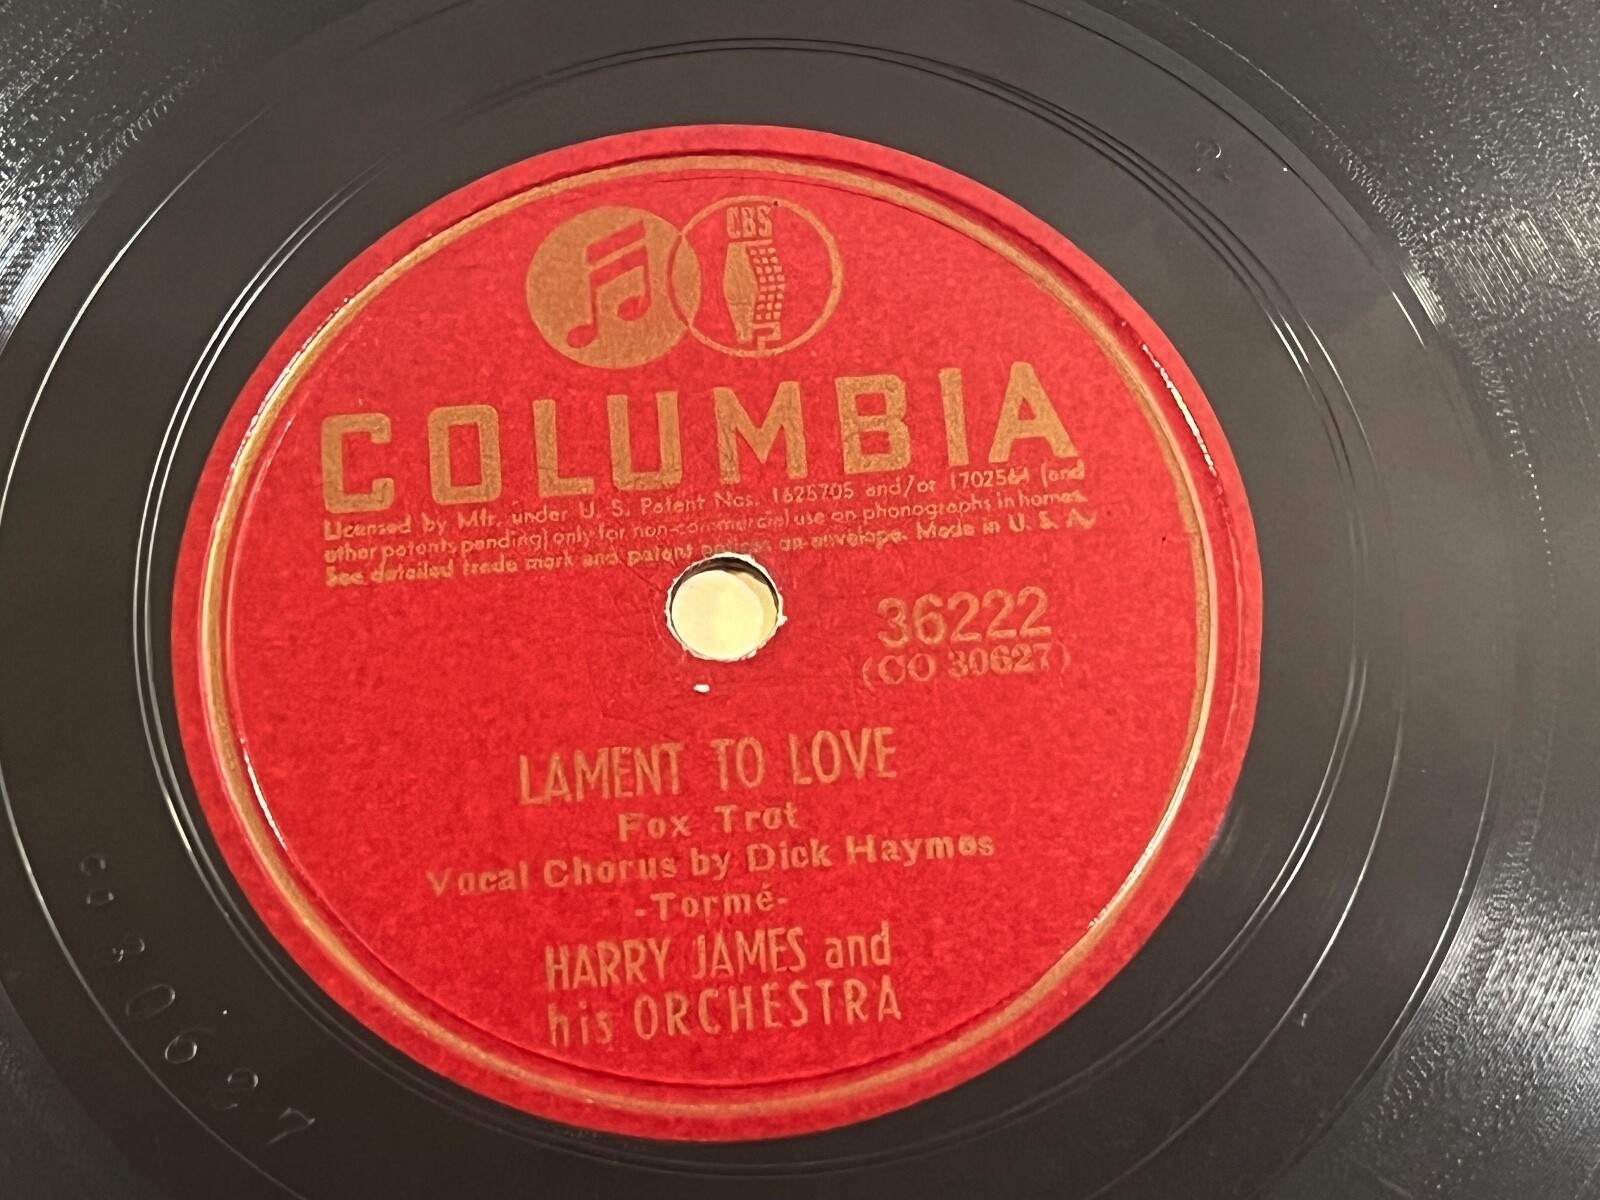 CBS
COLUMBIA
Licensed by Mfr. under U. S. Patent Nos. 1625705 and/or 1702564 (and
other patents pending) only for non-commercial use on phonographs in homes.
See detailed trade mark and patent notices on envelope. Made in U. S. A.
36222
(CO 30627)
LAMENT TO LOVE
Fox Trot
Vocal Chorus by Dick Haymes
-Tormé-
HARRY JAMES and
his ORCHESTRA
CO 30627